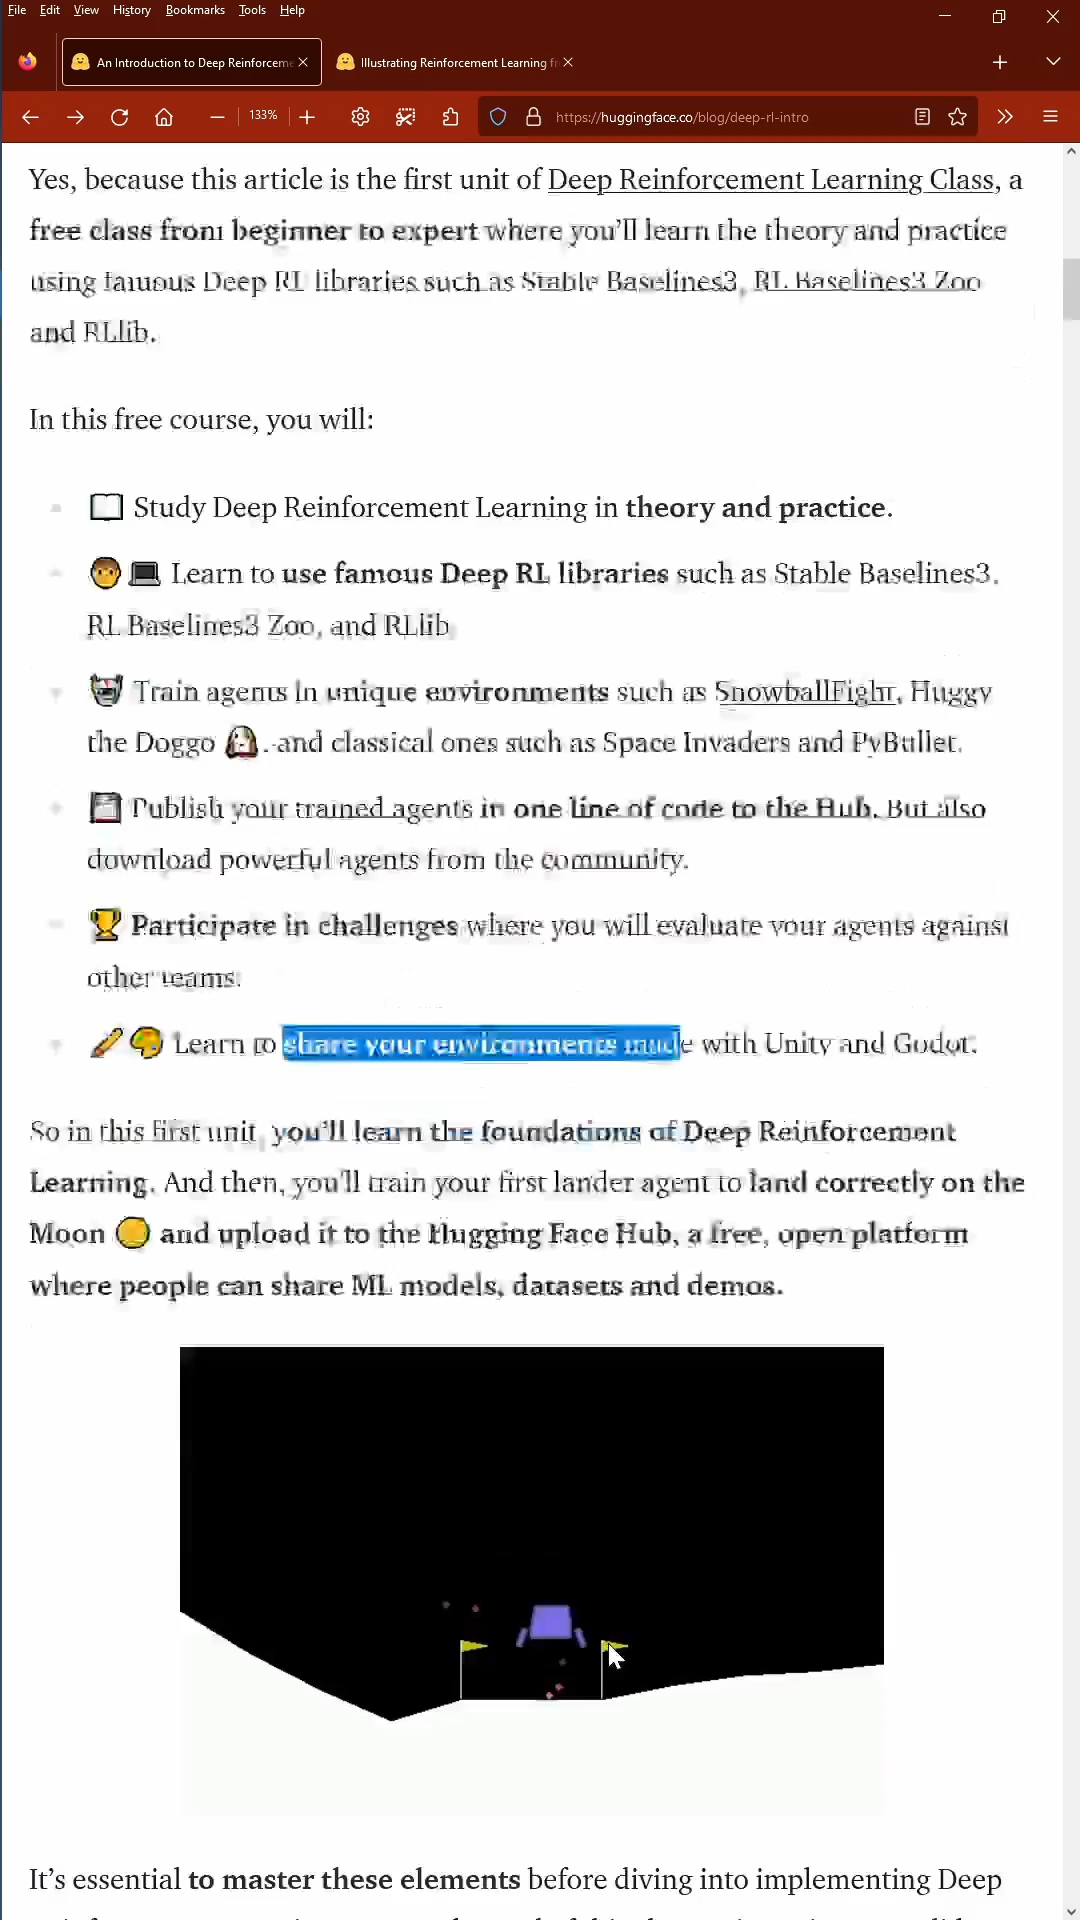 File Edit View History Bookmarks Tools Help
An Introduction to Deep Reinforceme
Illustrating Reinforcement Learning fr
133%
https://huggingface.co/blog/deep-rl-intro
Yes, because this article is the first unit of Deep Reinforcement Learning Class, a
free class from beginner to expert where you’ll learn the theory and practice
using famous Deep RL libraries such as Stable Baselines3, RL Baselines3 Zoo
and RLlib.
In this free course, you will:
Study Deep Reinforcement Learning in theory and practice.
Learn to use famous Deep RL libraries such as Stable Baselines3,
RL Baselines3 Zoo, and RLlib
Train agents in unique environments such as SnowballFight, Huggy
the Doggo , and classical ones such as Space Invaders and PyBullet.
Publish your trained agents in one line of code to the Hub. But also
download powerful agents from the community.
Participate in challenges where you will evaluate your agents against
other teams.
Learn to share your environments made with Unity and Godot.
So in this first unit, you’ll learn the foundations of Deep Reinforcement
Learning. And then, you'll train your first lander agent to land correctly on the
Moon and upload it to the Hugging Face Hub, a free, open platform
where people can share ML models, datasets and demos.
It’s essential to master these elements before diving into implementing Deep